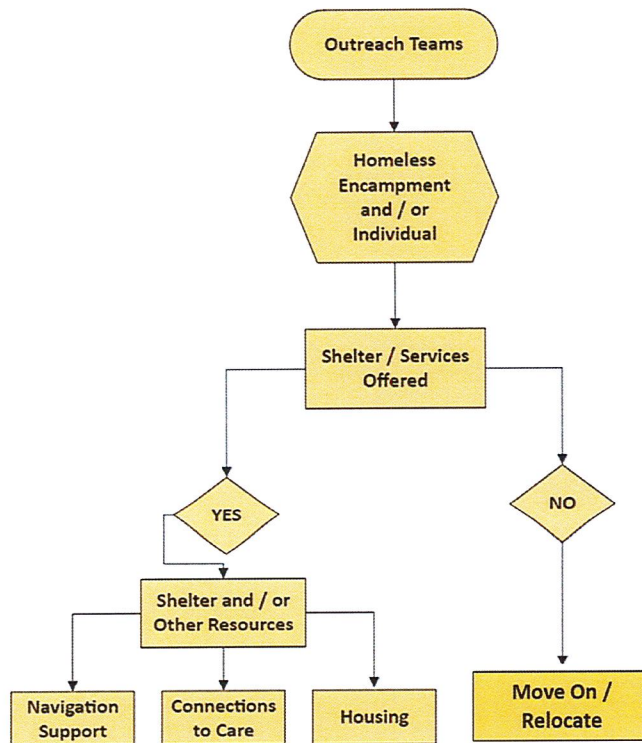 Outreach Teams
Homeless
Encampment
and / or
Individual
Shelter / Services
Offered
YES
NO
Shelter and / or
Other Resources
Navigation
Support
Connections
to Care
Housing
Move On /
Relocate